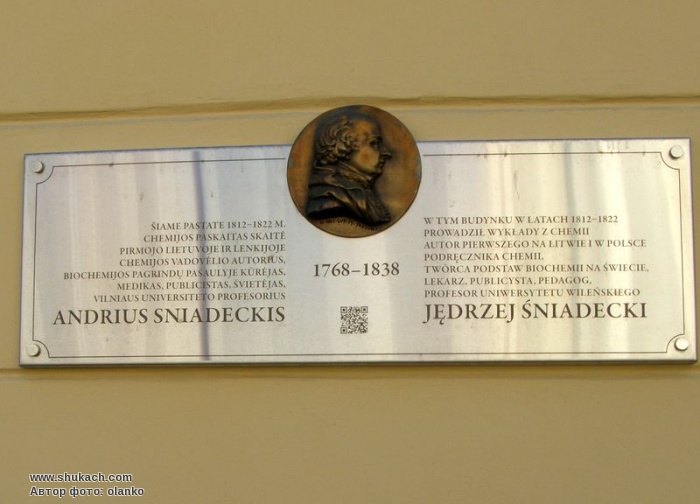 ŠIAME PASTATE 1812–1822 M.
CHEMIJOS PASKAITAS SKAITĖ
PIRMOJO LIETUVOJE IR LENKIJOJE
CHEMIJOS VADOVĖLIO AUTORIUS,
BIOCHEMIJOS PAGRINDŲ PASAULYJE KŪRĖJAS,
MEDIKAS, PUBLICISTAS, ŠVIETĖJAS,
VILNIAUS UNIVERSITETO PROFESORIUS
ANDRIUS SNIADECKIS
1768–1838
W TYM BUDYNKU W LATACH 1812–1822
PROWADZIŁ WYKŁADY Z CHEMII
AUTOR PIERWSZEGO NA LITWIE I W POLSCE
PODRĘCZNIKA CHEMII,
TWÓRCA PODSTAW BIOCHEMII NA ŚWIECIE,
LEKARZ, PUBLICYSTA, PEDAGOG,
PROFESOR UNIWERSYTETU WILEŃSKIEGO
JĘDRZEJ ŚNIADECKI
www.shukach.com
Автор фото: olanko